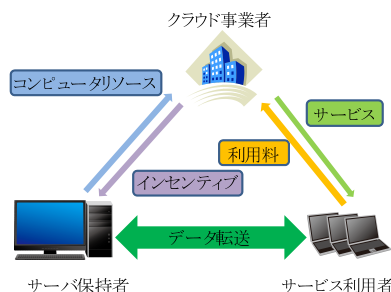 クラウド事業者
コンピュータリソース
サービス
利用料
インセンティブ
データ転送
サーバ保持者
サービス利用者